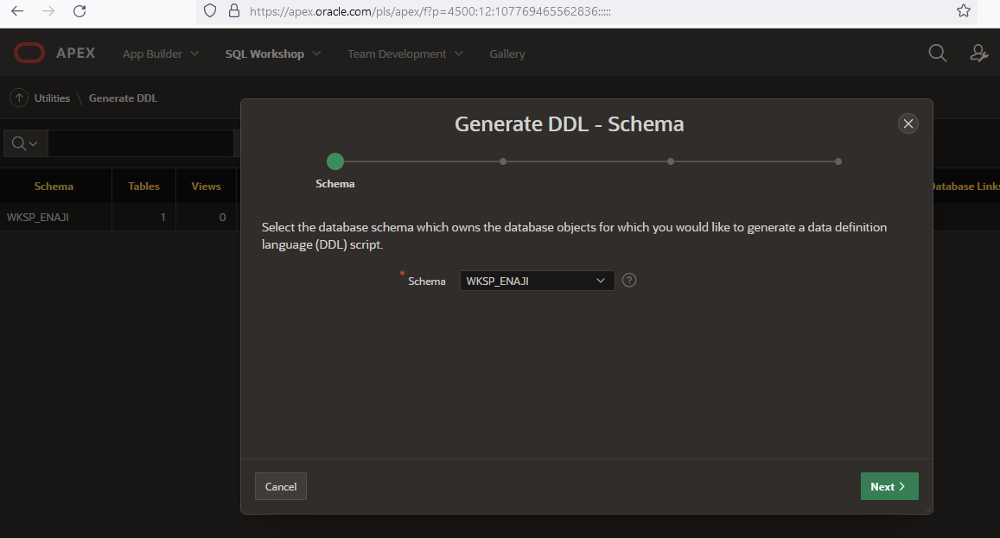 https://apex.oracle.com/pls/apex/f?p=4500:12:107769465562836:::::
APEX App Builder SQL Workshop Team Development Gallery
Utilities \ Generate DDL
Generate DDL - Schema
Schema
Schema Tables Views atabase Links
WKSP_ENAJI 1 0
Select the database schema which owns the database objects for which you would like to generate a data definition
language (DDL) script.
* Schema WKSP_ENAJI ?
Cancel Next >